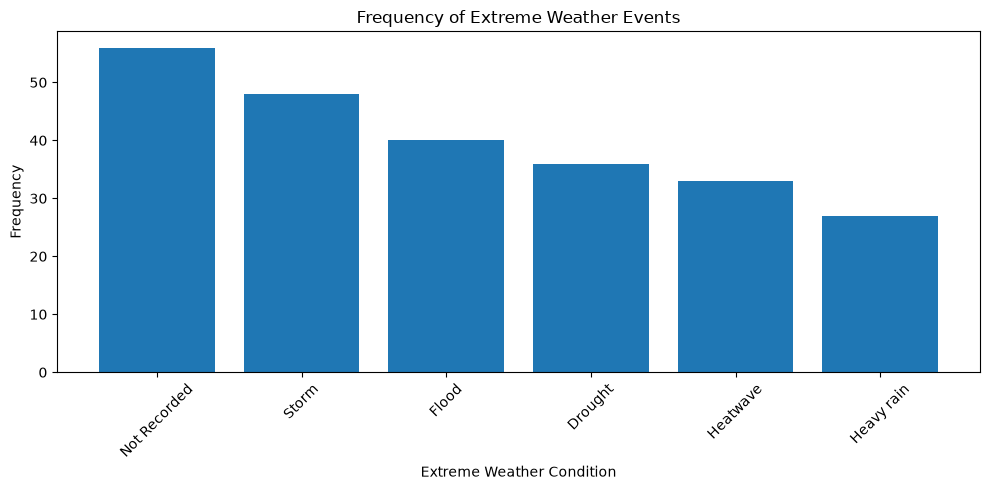 Frequency of Extreme Weather Events
Frequency
50
40
30
20
10
0
Not Recorded
Storm
Flood
Drought
Heatwave
Heavy rain
Extreme Weather Condition